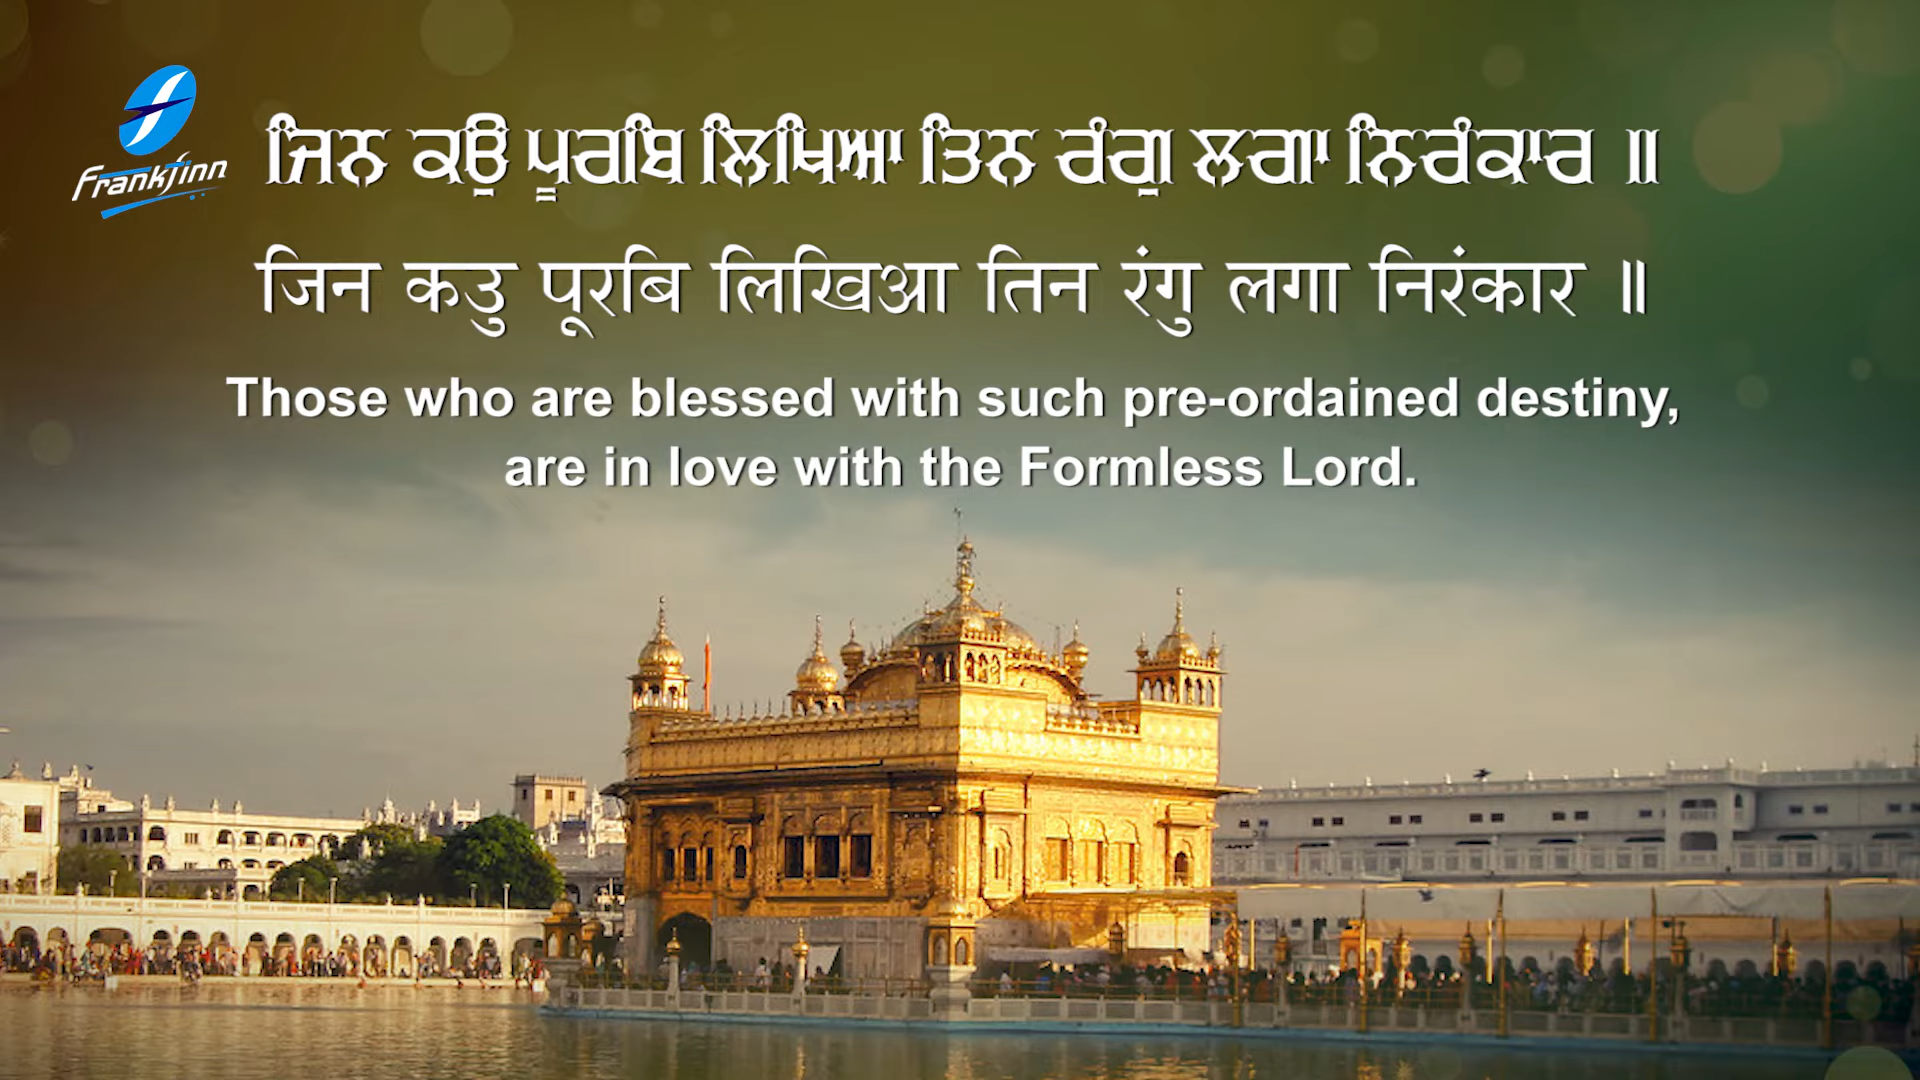 Frankfinn
ਜਿਨ ਕਉ ਪੂਰਬਿ ਲਿਖਿਆ ਤਿਨ ਰੰਗੁ ਲਗਾ ਨਿਰੰਕਾਰ ॥
जिन कउ पूरबि लिखिआ तिन रंगु लगा निरंकार ॥
Those who are blessed with such pre-ordained destiny,
are in love with the Formless Lord.